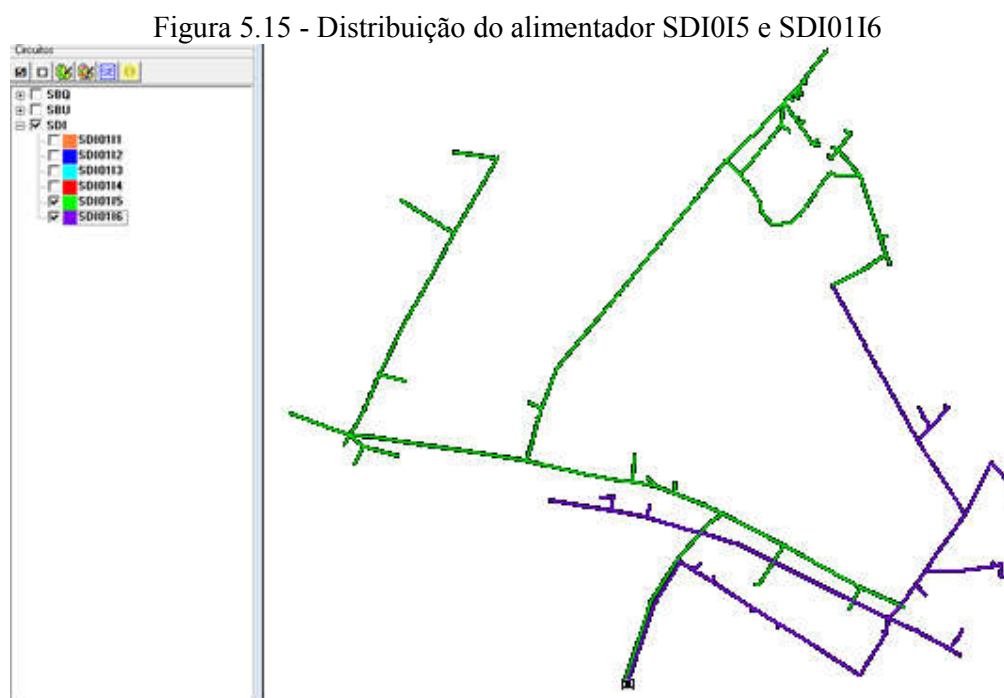 Figura 5.15 - Distribuição do alimentador SDI0I5 e SDI01I6
Circuitos
SBQ
SBU
SDI
SDI01I1
SDI01I2
SDI01I3
SDI01I4
SDI01I5
SDI01I6